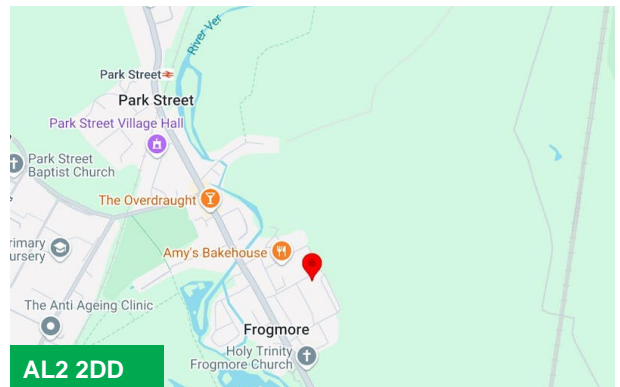 River Ver
Park Street
Park Street
Park Street Village Hall
Park Street
Baptist Church
The Overdraught
rimary
ursery
Amy's Bakehouse
The Anti Ageing Clinic
Frogmore
Holy Trinity
Frogmore Church
AL2 2DD